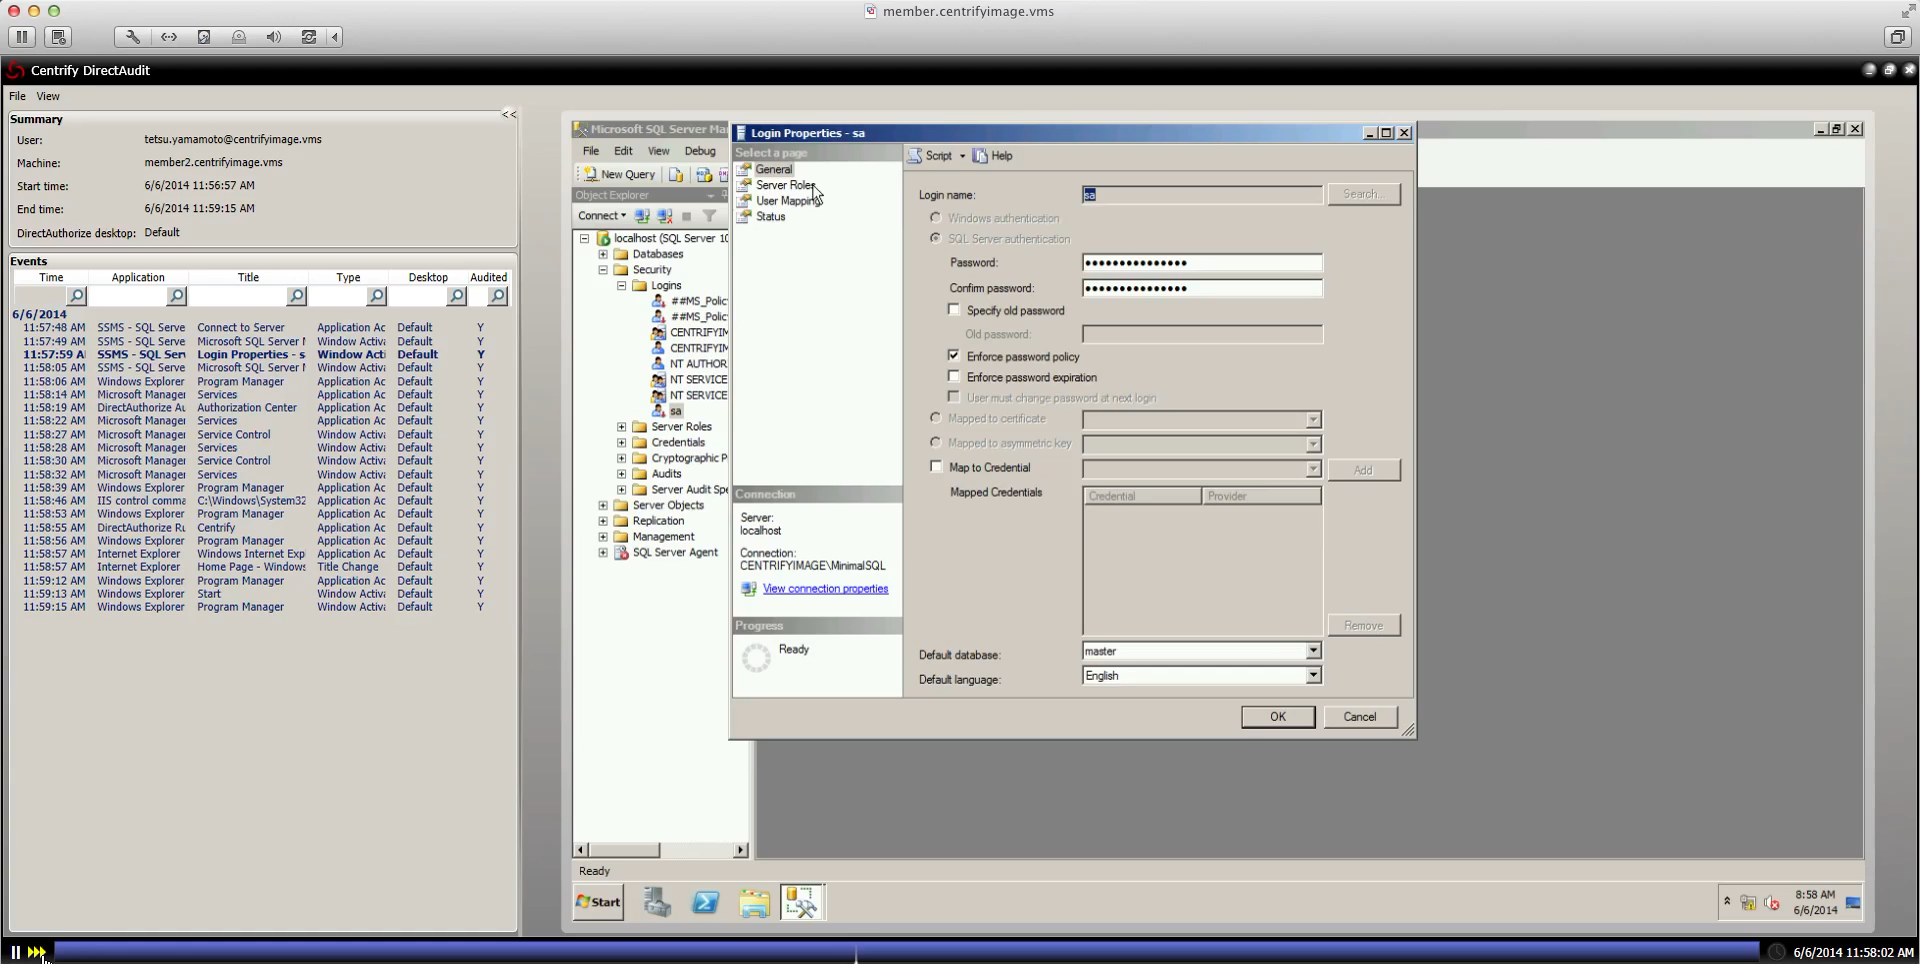 member.centrifyimage.vms
Centrify DirectAudit
File View
Summary
<<
User: tetsu.yamamoto@centrifyimage.vms
Machine: member2.centrifyimage.vms
Start time: 6/6/2014 11:56:57 AM
End time: 6/6/2014 11:59:15 AM
DirectAuthorize desktop: Default
Events
Time Application Title Type Desktop Audited
6/6/2014
11:57:48 AM SSMS - SQL Serve Connect to Server Application Ac Default Y
11:57:49 AM SSMS - SQL Serve Microsoft SQL Server M Application Ac Default Y
11:57:59 AI SSMS - SQL Serv Login Properties - s Window Acti Default Y
11:58:05 AM SSMS - SQL Serve Microsoft SQL Server M Window Activa Default Y
11:58:06 AM Windows Explorer Program Manager Application Ac Default Y
11:58:14 AM Microsoft Manager Services Application Ac Default Y
11:58:19 AM DirectAuthorize Au Authorization Center Application Ac Default Y
11:58:22 AM Microsoft Manager Services Application Ac Default Y
11:58:27 AM Microsoft Manager Service Control Window Activa Default Y
11:58:28 AM Microsoft Manager Services Window Activa Default Y
11:58:30 AM Microsoft Manager Service Control Window Activa Default Y
11:58:32 AM Microsoft Manager Services Window Activa Default Y
11:58:39 AM Windows Explorer Program Manager Application Ac Default Y
11:58:46 AM IIS control comma C:\Windows\System32 Application Ac Default Y
11:58:53 AM Windows Explorer Program Manager Application Ac Default Y
11:58:55 AM DirectAuthorize Ru Centrify Application Ac Default Y
11:58:56 AM Windows Explorer Program Manager Application Ac Default Y
11:58:57 AM Internet Explorer Windows Internet Exp Application Ac Default Y
11:58:57 AM Internet Explorer Home Page - Windows Title Change Default Y
11:59:12 AM Windows Explorer Program Manager Application Ac Default Y
11:59:13 AM Windows Explorer Start Window Activa Default Y
11:59:15 AM Windows Explorer Program Manager Window Activa Default Y
Microsoft SQL Server Mar
File Edit View Debug
New Query
Object Explorer
Connect
localhost (SQL Server 10
Databases
Security
Logins
##MS_Polic
##MS_Polic
CENTRIFYIM
CENTRIFYIM
NT AUTHOR
NT SERVICE
NT SERVICE
sa
Server Roles
Credentials
Cryptographic P
Audits
Server Audit Spe
Server Objects
Replication
Management
SQL Server Agent
Ready
Login Properties - sa
Select a page
General
Server Roles
User Mapping
Status
Connection
Server:
localhost
Connection:
CENTRIFYIMAGE\MinimalSQL
View connection properties
Progress
Ready
Script Help
Login name: sa Search...
Windows authentication
SQL Server authentication
Password: •••••••••••••••
Confirm password: •••••••••••••••
Specify old password
Old password:
Enforce password policy
Enforce password expiration
User must change password at next login
Mapped to certificate
Mapped to asymmetric key
Map to Credential Add
Mapped Credentials Credential Provider
Remove
Default database: master
Default language: English
OK Cancel
Start
8:58 AM
6/6/2014
6/6/2014 11:58:02 AM